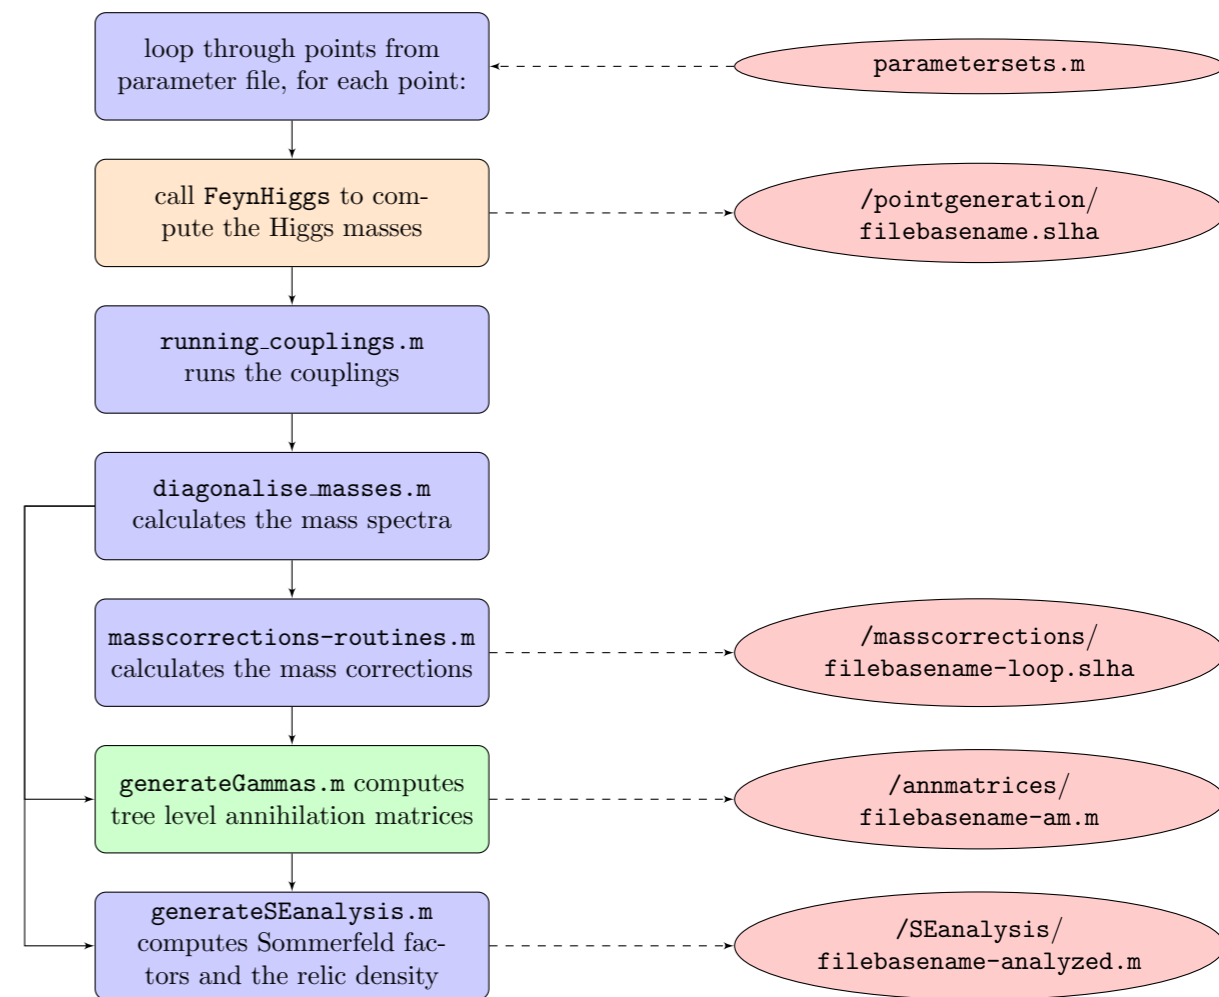 loop through points from
parameter file, for each point:
parametersets.m
call FeynHiggs to com-
pute the Higgs masses
/pointgeneration/
filebasename.slha
running_couplings.m
runs the couplings
diagonalise_masses.m
calculates the mass spectra
masscorrections-routines.m
calculates the mass corrections
/masscorrections/
filebasename-loop.slha
generateGammas.m computes
tree level annihilation matrices
/annmatrices/
filebasename-am.m
generateSEanalysis.m
computes Sommerfeld fac-
tors and the relic density
/SEanalysis/
filebasename-analyzed.m